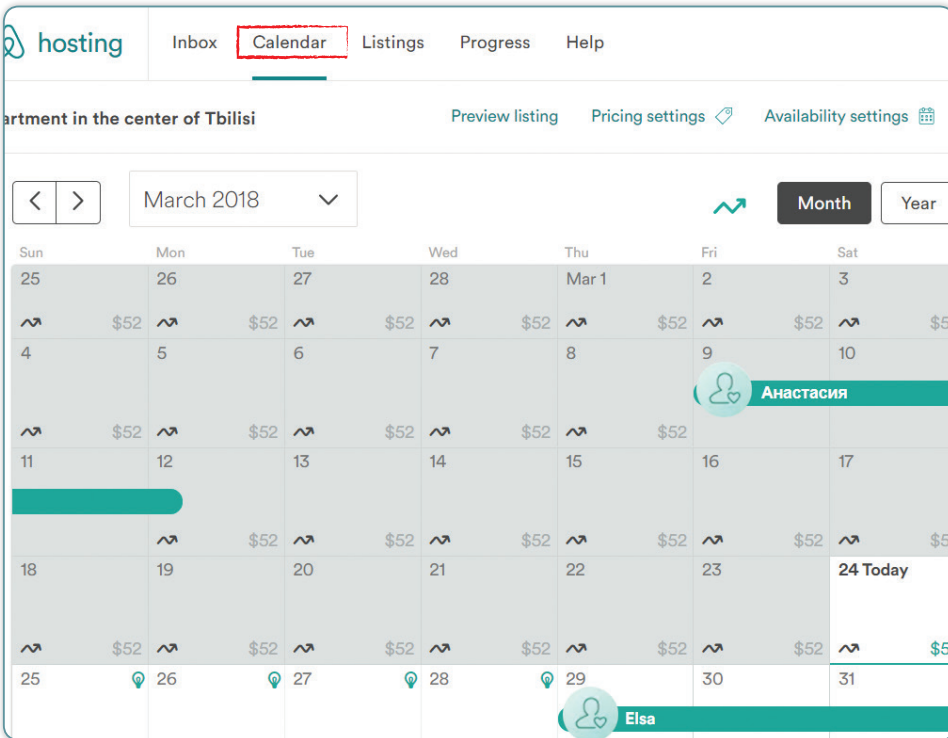 hosting Inbox Calendar Listings Progress Help
artment in the center of Tbilisi Preview listing Pricing settings Availability settings
March 2018 Month Year
Sun Mon Tue Wed Thu Fri Sat
25 26 27 28 Mar 1 2 3
$52 $52 $52 $52 $52 $52 $5
4 5 6 7 8 9 10
Анастасия
$52 $52 $52 $52 $52
11 12 13 14 15 16 17
$52 $52 $52 $52 $52 $5
18 19 20 21 22 23 24 Today
$52 $52 $52 $52 $52 $52 $5
25 26 27 28 29 30 31
Elsa